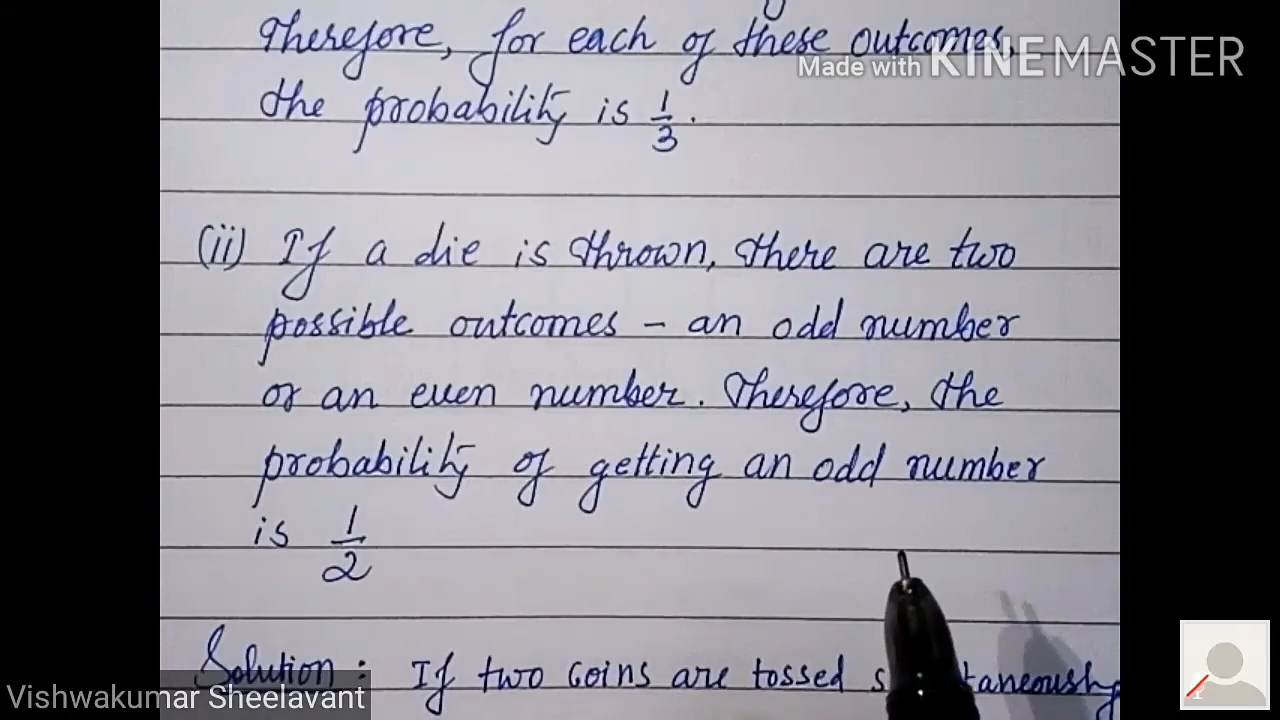 Therefore, for each of these outcomes,
Made with KINEMASTER
the probability is 1/3.
(ii) If a die is thrown, there are two
possible outcomes - an odd number
or an even number. Therefore, the
probability of getting an odd number
is 1/2
Solution: If two coins are tossed
Vishwakumar Sheelavant